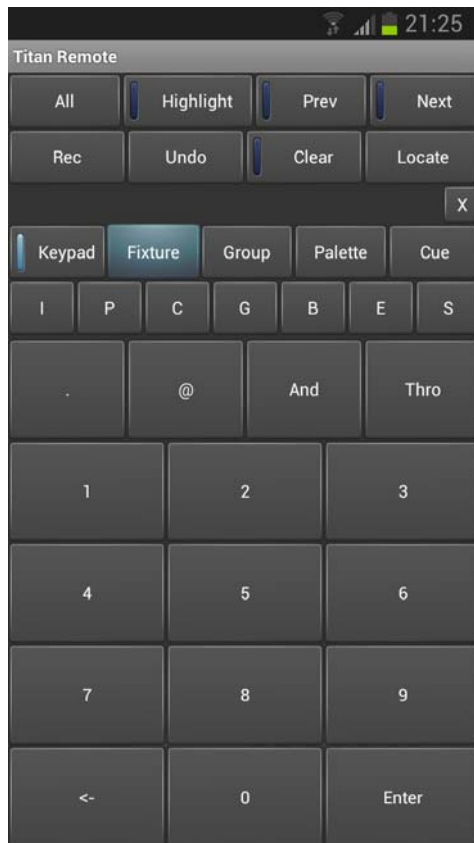 21:25
Titan Remote
All Highlight Prev Next
Rec Undo Clear Locate
X
Keypad Fixture Group Palette Cue
I P C G B E S
. @ And Thro
1 2 3
4 5 6
7 8 9
<- 0 Enter